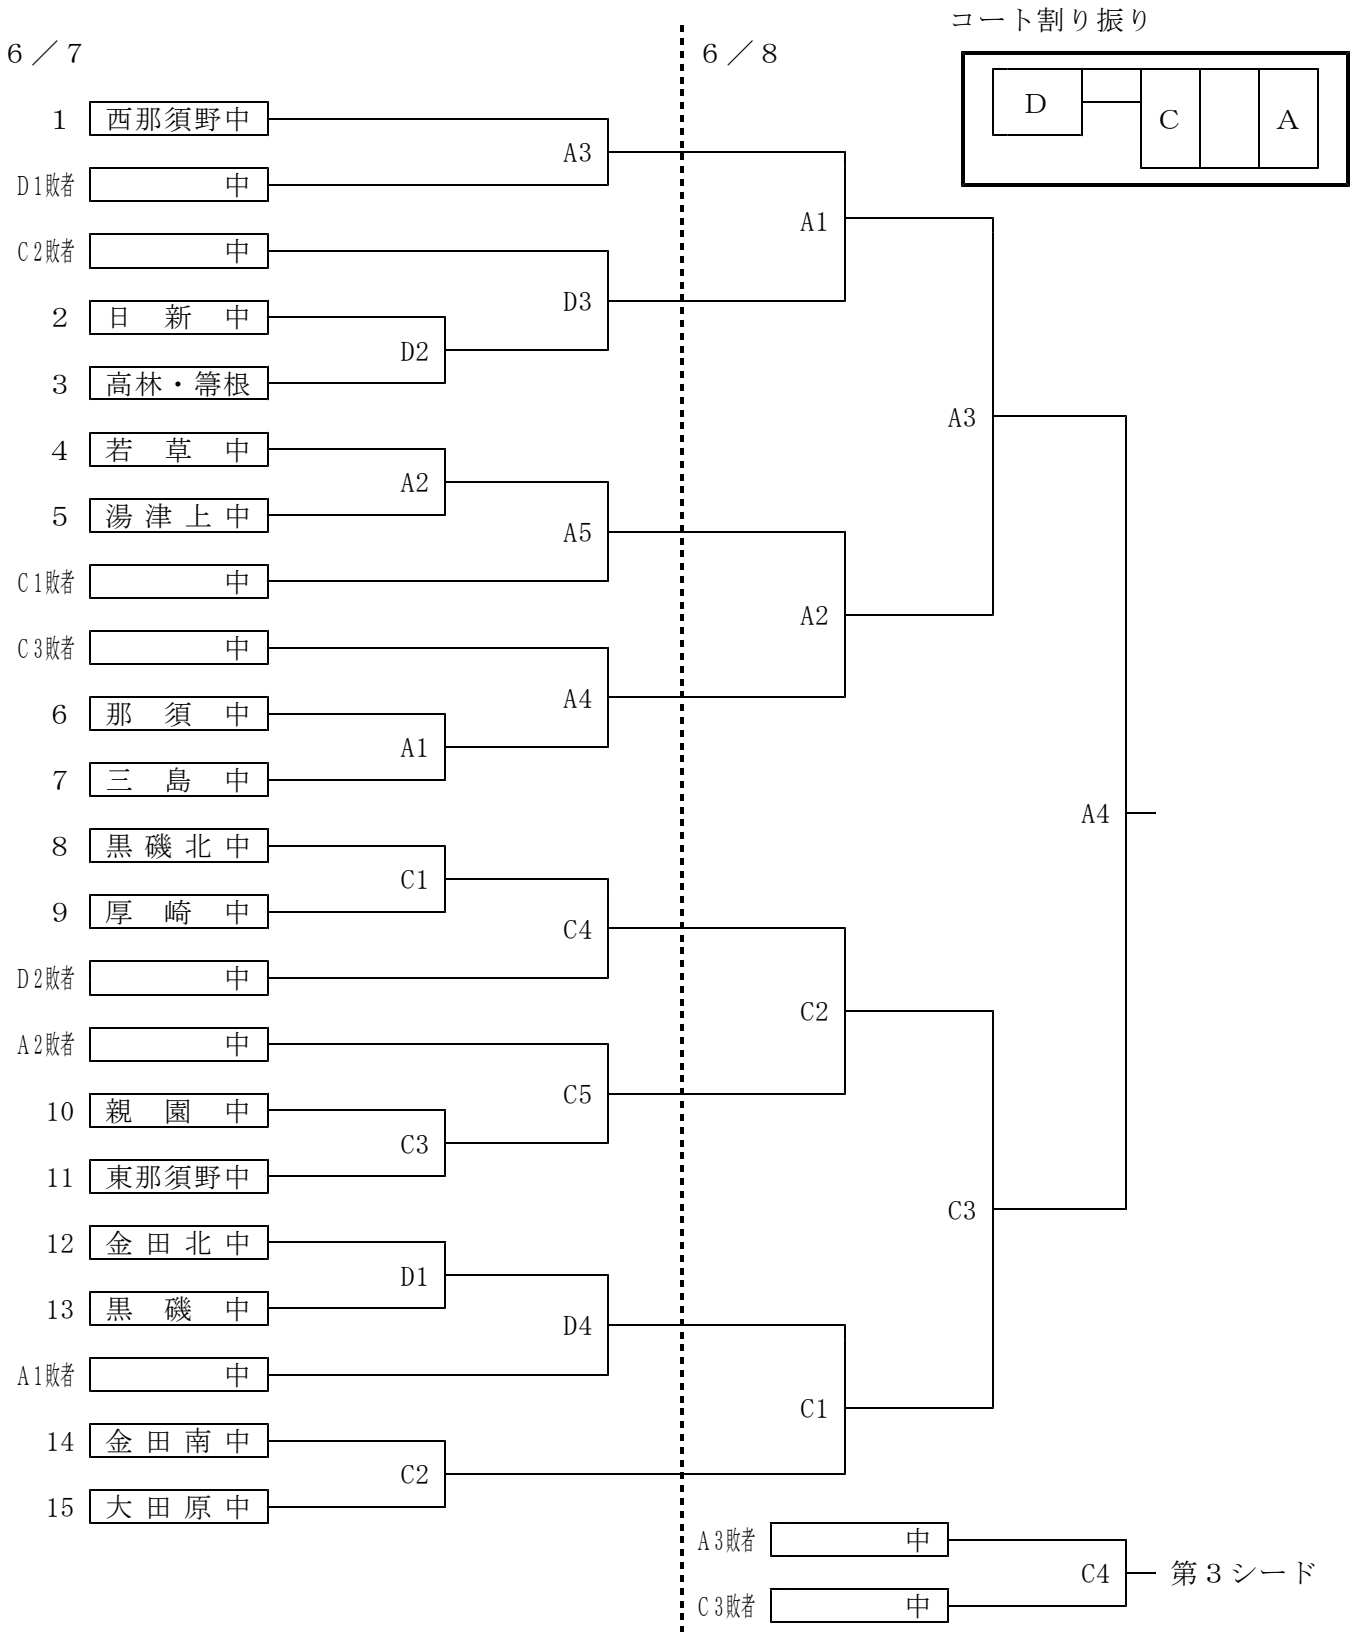 コート割り振り
６／７
６／８
D
C
A
1 西那須野中
A3
D1敗者 中
A1
C2敗者 中
D3
2 日 新 中
D2
3 高林・箒根
A3
4 若 草 中
A2
5 湯津上中
A5
C1敗者 中
A2
C3敗者 中
A4
6 那 須 中
A1
7 三 島 中
A4
8 黒磯北中
C1
9 厚 崎 中
C4
D2敗者 中
C2
A2敗者 中
C5
10 親 園 中
C3
11 東那須野中
C3
12 金田北中
D1
13 黒 磯 中
D4
A1敗者 中
C1
14 金田南中
C2
15 大田原中
A3敗者 中
C4 第３シード
C3敗者 中